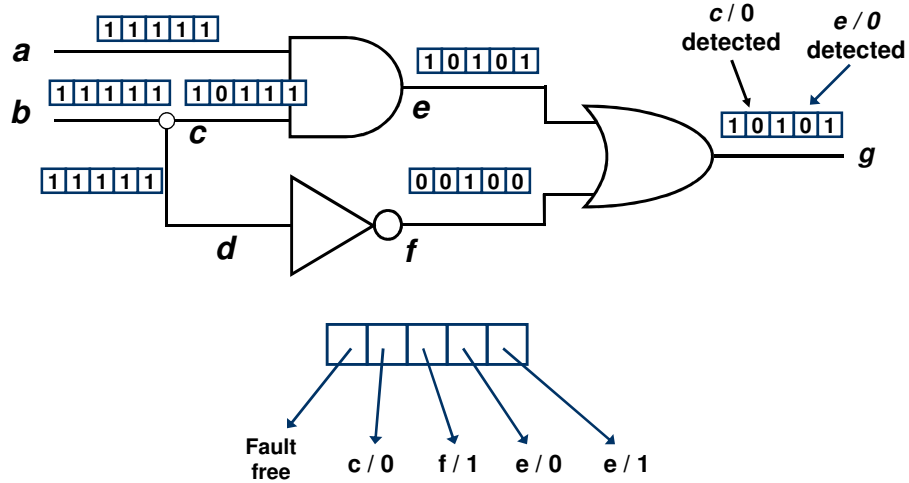 c / 0
detected
e / 0
detected
a
1 1 1 1 1
b
1 1 1 1 1
1 0 1 1 1
c
1 0 1 0 1
e
1 0 1 0 1
g
1 1 1 1 1
d
0 0 1 0 0
f
Fault
free
c / 0
f / 1
e / 0
e / 1